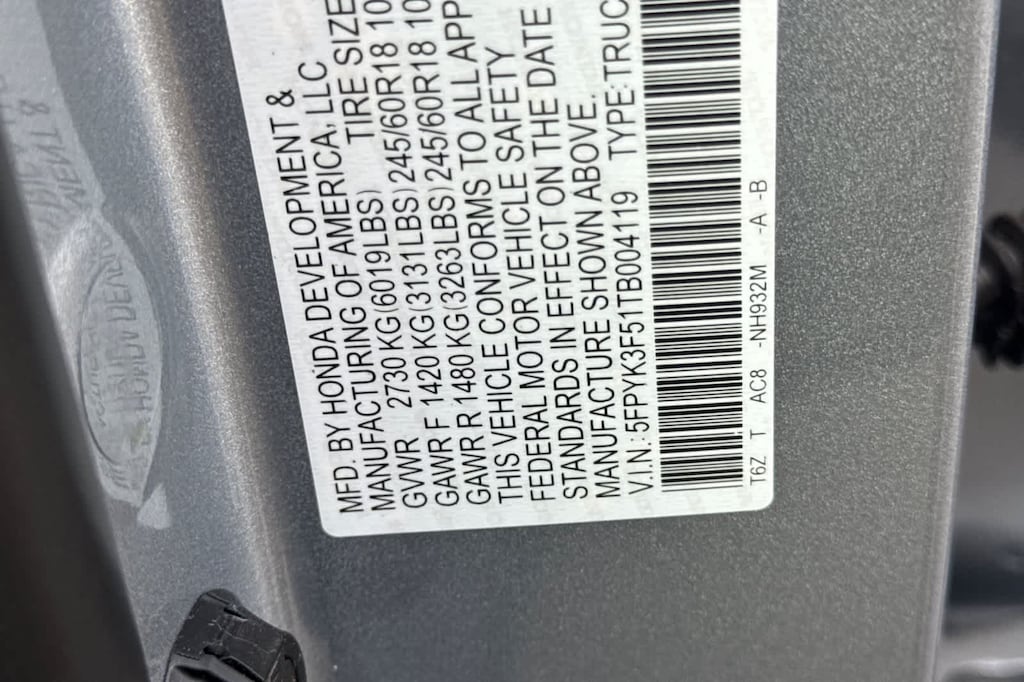 MFD. BY HONDA DEVELOPMENT &
MANUFACTURING OF AMERICA, LLC
TIRE SIZE
GVWR 2730 KG(6019LBS)
GAWR F 1420 KG(3131LBS) 245/60R18 10
GAWR R 1480 KG(3263LBS) 245/60R18 10
THIS VEHICLE CONFORMS TO ALL APP
FEDERAL MOTOR VEHICLE SAFETY
STANDARDS IN EFFECT ON THE DATE
MANUFACTURE SHOWN ABOVE.
V.I.N.: 5FPYK3F51TB004119 TYPE: TRUC
T6Z T AC8 -NH932M -A -B